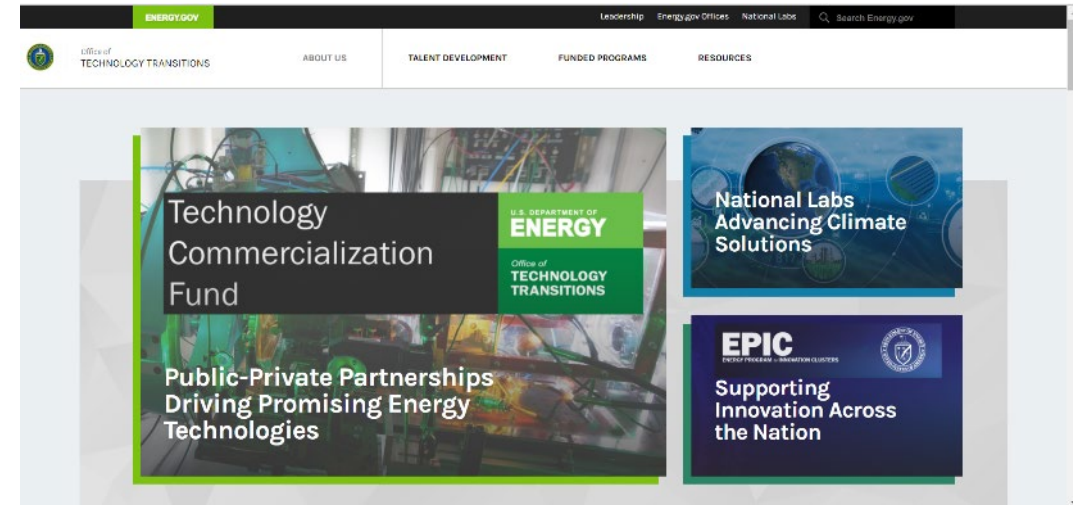 ENERGY.GOV
Leadership Energy.gov Offices National Labs Search Energy.gov
Office of
TECHNOLOGY TRANSITIONS
ABOUT US TALENT DEVELOPMENT FUNDED PROGRAMS RESOURCES
Technology
Commercialization
Fund
U.S. DEPARTMENT OF
ENERGY
Office of
TECHNOLOGY
TRANSITIONS
Public-Private Partnerships
Driving Promising Energy
Technologies
National Labs
Advancing Climate
Solutions
EPIC
ENERGY PROGRAM for INNOVATION CLUSTERS
Supporting
Innovation Across
the Nation